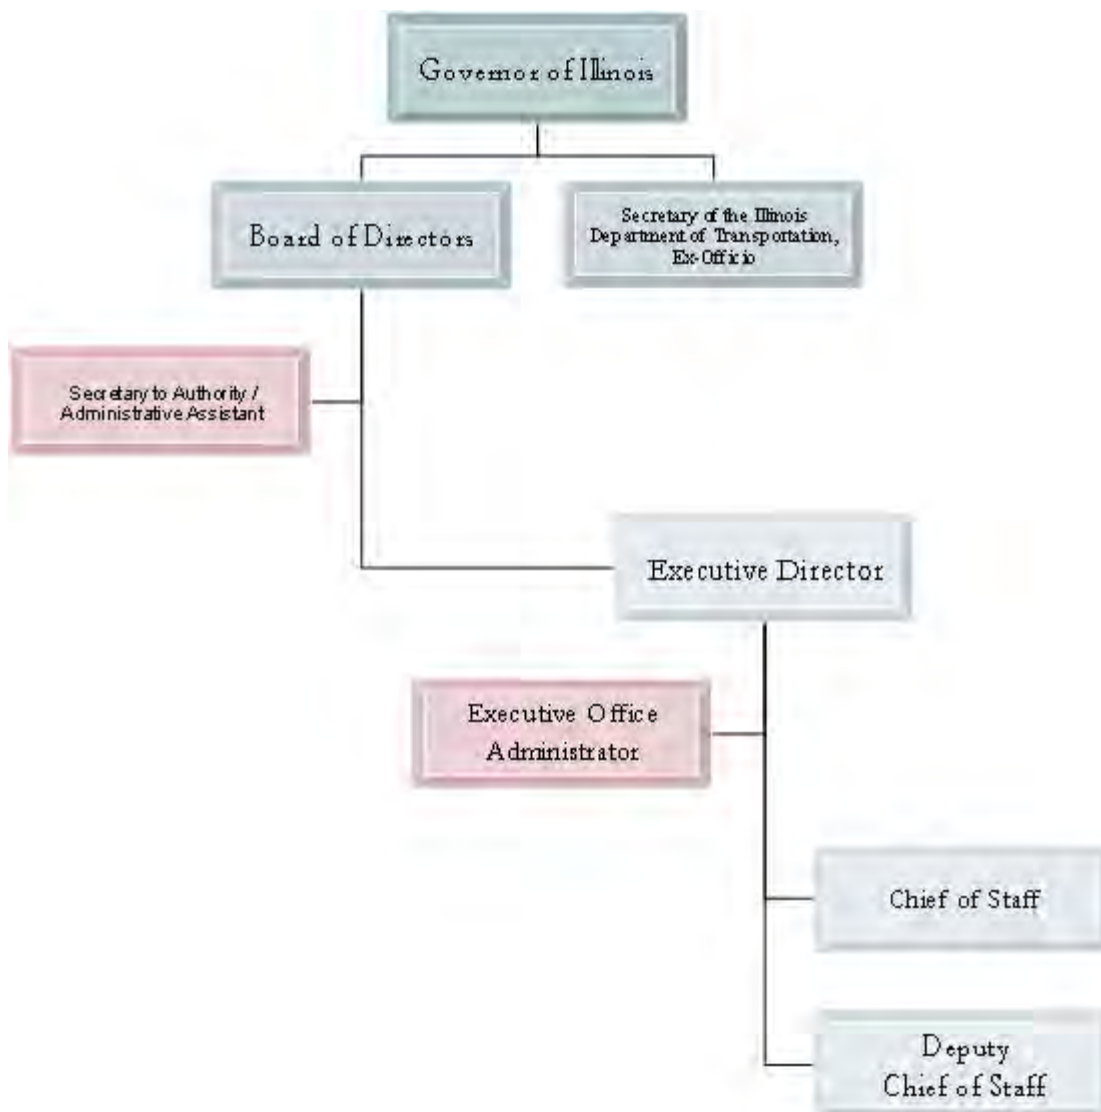 Governor of Illinois
Board of Directors
Secretary of the Illinois
Department of Transportation,
Ex-Officio
Secretary to Authority /
Administrative Assistant
Executive Director
Executive Office
Administrator
Chief of Staff
Deputy
Chief of Staff